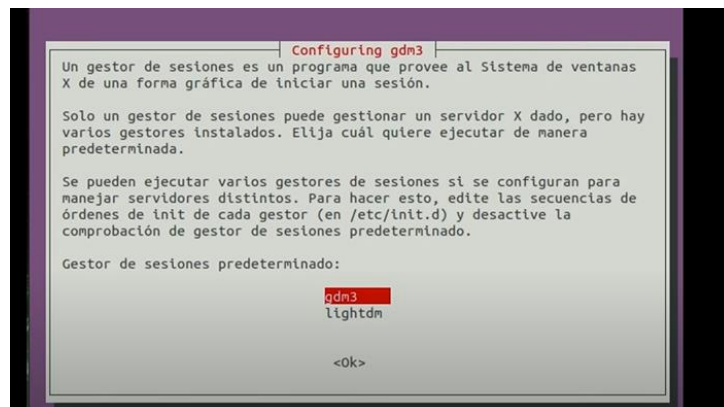 Configuring gdm3
Un gestor de sesiones es un programa que provee al Sistema de ventanas
X de una forma gráfica de iniciar una sesión.
Solo un gestor de sesiones puede gestionar un servidor X dado, pero hay
varios gestores instalados. Elija cuál quiere ejecutar de manera
predeterminada.
Se pueden ejecutar varios gestores de sesiones si se configuran para
manejar servidores distintos. Para hacer esto, edite las secuencias de
órdenes de init de cada gestor (en /etc/init.d) y desactive la
comprobación de gestor de sesiones predeterminado.
Gestor de sesiones predeterminado:
gdm3
lightdm
<Ok>